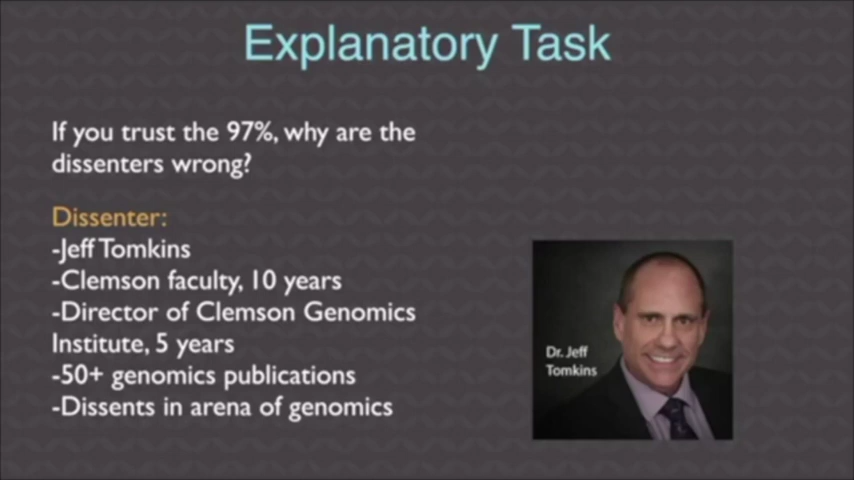 Explanatory Task
If you trust the 97%, why are the
dissenters wrong?
Dissenter:
-Jeff Tomkins
-Clemson faculty, 10 years
-Director of Clemson Genomics
Institute, 5 years
-50+ genomics publications
-Dissents in arena of genomics
Dr. Jeff
Tomkins